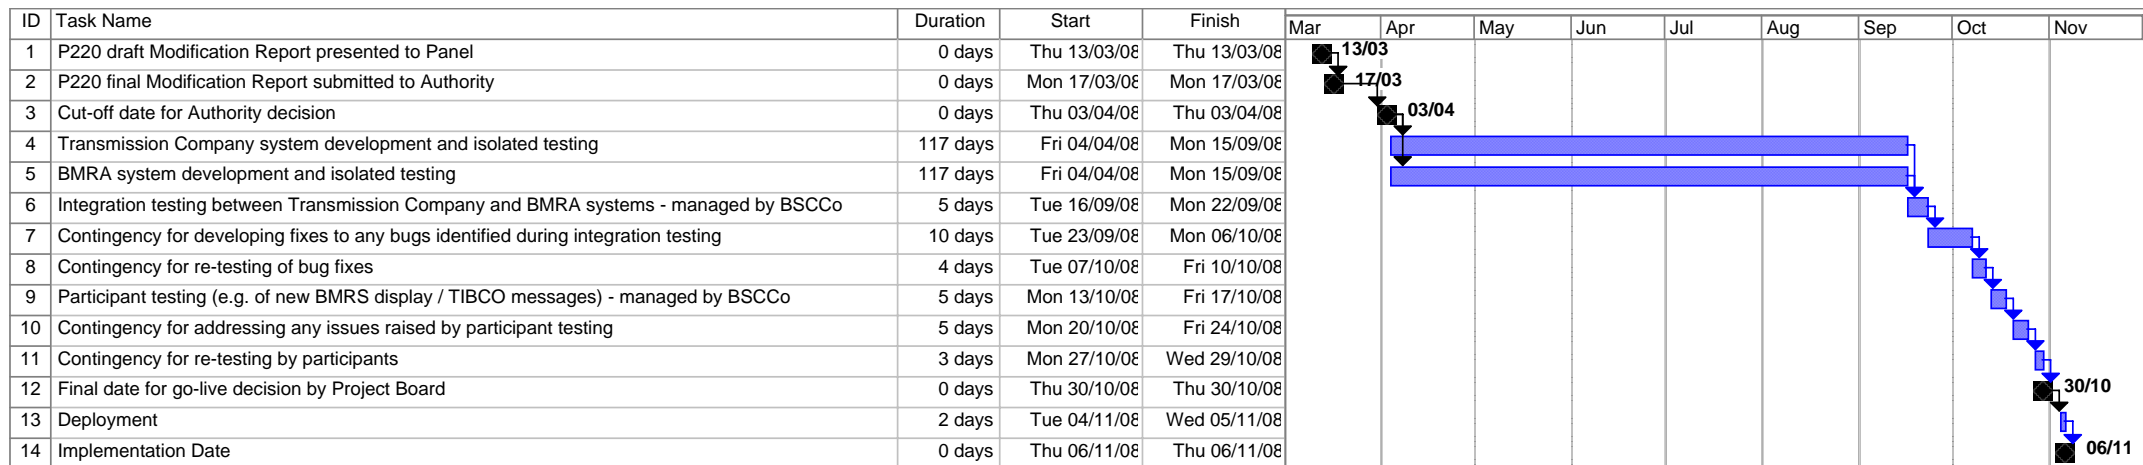 ID Task Name Duration Start Finish Mar Apr May Jun Jul Aug Sep Oct Nov
1 P220 draft Modification Report presented to Panel 0 days Thu 13/03/08 Thu 13/03/08 13/03
2 P220 final Modification Report submitted to Authority 0 days Mon 17/03/08 Mon 17/03/08 17/03
3 Cut-off date for Authority decision 0 days Thu 03/04/08 Thu 03/04/08 03/04
4 Transmission Company system development and isolated testing 117 days Fri 04/04/08 Mon 15/09/08
5 BMRA system development and isolated testing 117 days Fri 04/04/08 Mon 15/09/08
6 Integration testing between Transmission Company and BMRA systems - managed by BSCCo 5 days Tue 16/09/08 Mon 22/09/08
7 Contingency for developing fixes to any bugs identified during integration testing 10 days Tue 23/09/08 Mon 06/10/08
8 Contingency for re-testing of bug fixes 4 days Tue 07/10/08 Fri 10/10/08
9 Participant testing (e.g. of new BMRS display / TIBCO messages) - managed by BSCCo 5 days Mon 13/10/08 Fri 17/10/08
10 Contingency for addressing any issues raised by participant testing 5 days Mon 20/10/08 Fri 24/10/08
11 Contingency for re-testing by participants 3 days Mon 27/10/08 Wed 29/10/08
12 Final date for go-live decision by Project Board 0 days Thu 30/10/08 Thu 30/10/08 30/10
13 Deployment 2 days Tue 04/11/08 Wed 05/11/08
14 Implementation Date 0 days Thu 06/11/08 Thu 06/11/08 06/11